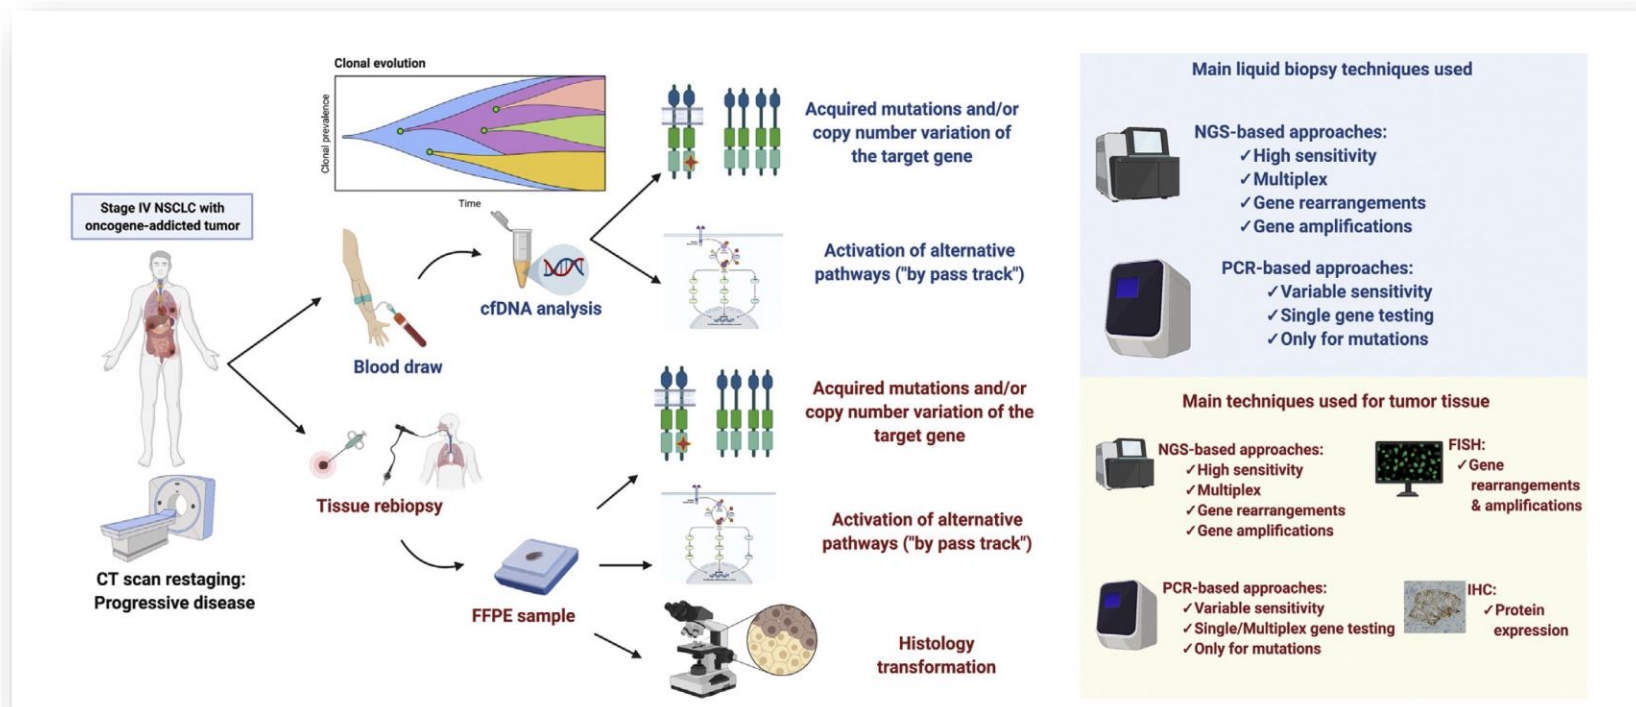 Clonal evolution
Clonal prevalence
Time
Stage IV NSCLC with
oncogene-addicted tumor
CT scan restaging:
Progressive disease
Blood draw
cfDNA analysis
Acquired mutations and/or
copy number variation of
the target gene
Activation of alternative
pathways ("by pass track")
Tissue rebiopsy
FFPE sample
Acquired mutations and/or
copy number variation of the
target gene
Activation of alternative
pathways ("by pass track")
Histology
transformation
Main liquid biopsy techniques used
NGS-based approaches:
✓High sensitivity
✓Multiplex
✓Gene rearrangements
✓Gene amplifications
PCR-based approaches:
✓Variable sensitivity
✓Single gene testing
✓Only for mutations
Main techniques used for tumor tissue
NGS-based approaches:
✓High sensitivity
✓Multiplex
✓Gene rearrangements
✓Gene amplifications
FISH:
✓Gene
rearrangements
& amplifications
PCR-based approaches:
✓Variable sensitivity
✓Single/Multiplex gene testing
✓Only for mutations
IHC:
✓Protein
expression